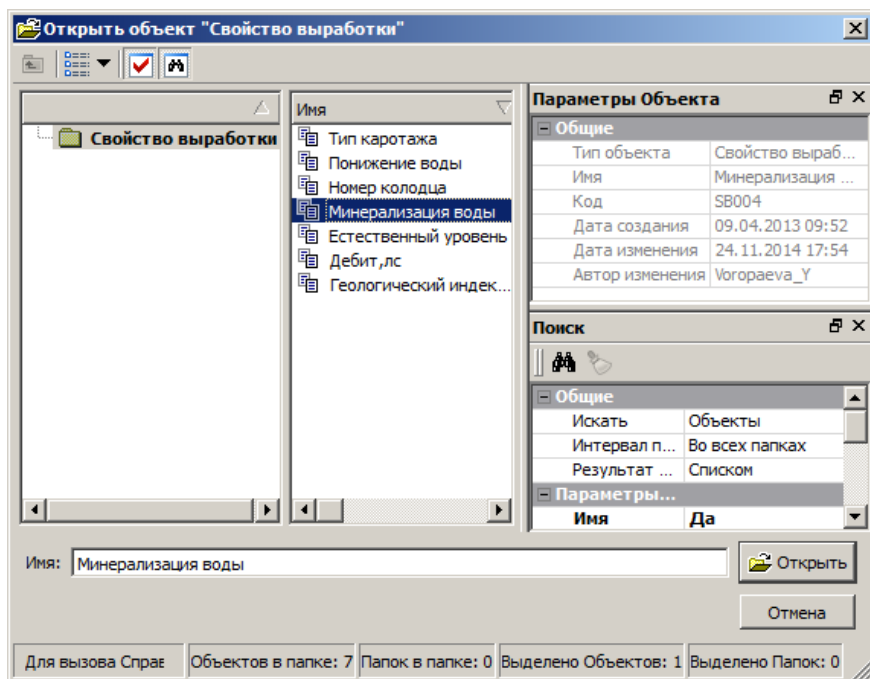 Открыть объект "Свойство выработки"
Имя
Свойство выработки
Тип каротажа
Понижение воды
Номер колодца
Минерализация воды
Естественный уровень
Дебит,лс
Геологический индек...
Параметры Объекта
Общие
Тип объекта Свойство выраб...
Имя Минерализация ...
Код SB004
Дата создания 09.04.2013 09:52
Дата изменения 24.11.2014 17:54
Автор изменения Voropaeva_Y
Поиск
Общие
Искать Объекты
Интервал п... Во всех папках
Результат ... Списком
Параметры...
Имя Да
Имя: Минерализация воды
Открыть
Отмена
Для вызова Справ Объектов в папке: 7 Папок в папке: 0 Выделено Объектов: 1 Выделено Папок: 0